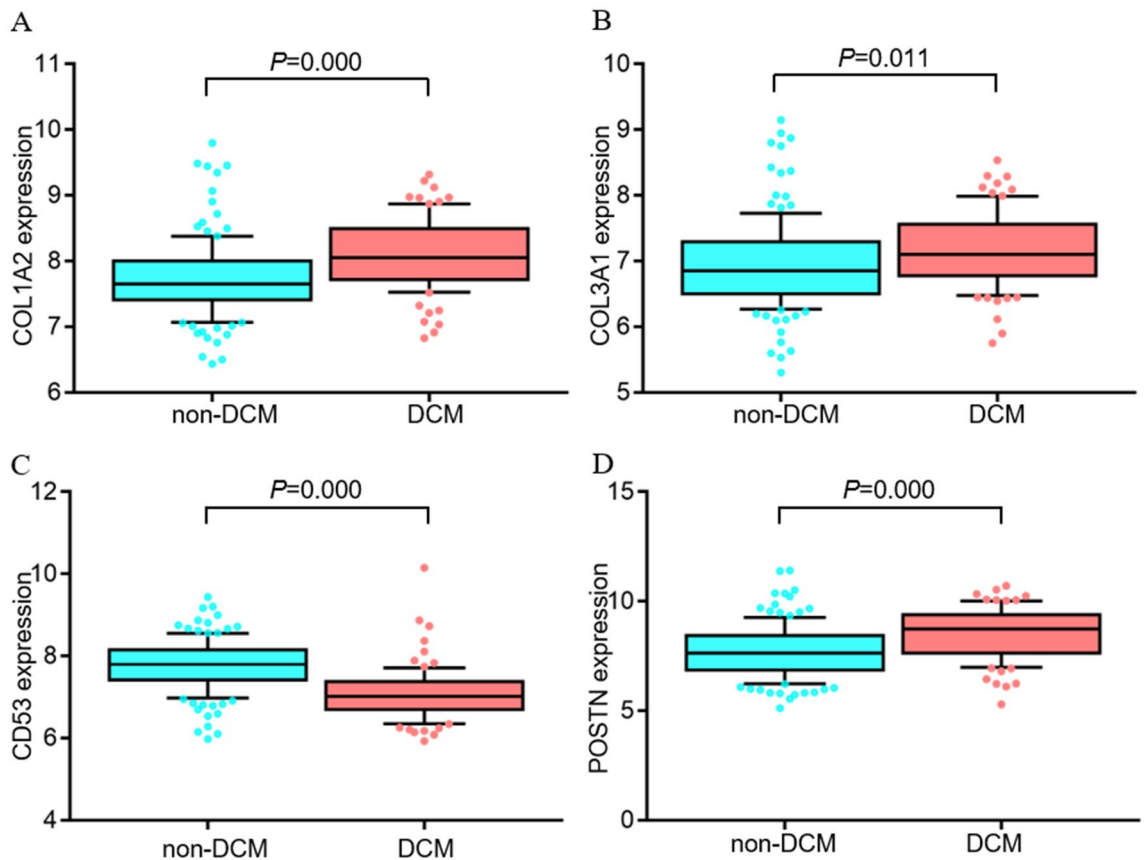 A
P=0.000
COL1A2 expression
11
10
9
8
7
6
non-DCM
DCM
B
P=0.011
COL3A1 expression
10
9
8
7
6
5
non-DCM
DCM
C
P=0.000
CD53 expression
12
10
8
6
4
non-DCM
DCM
D
P=0.000
POSTN expression
15
10
5
0
non-DCM
DCM